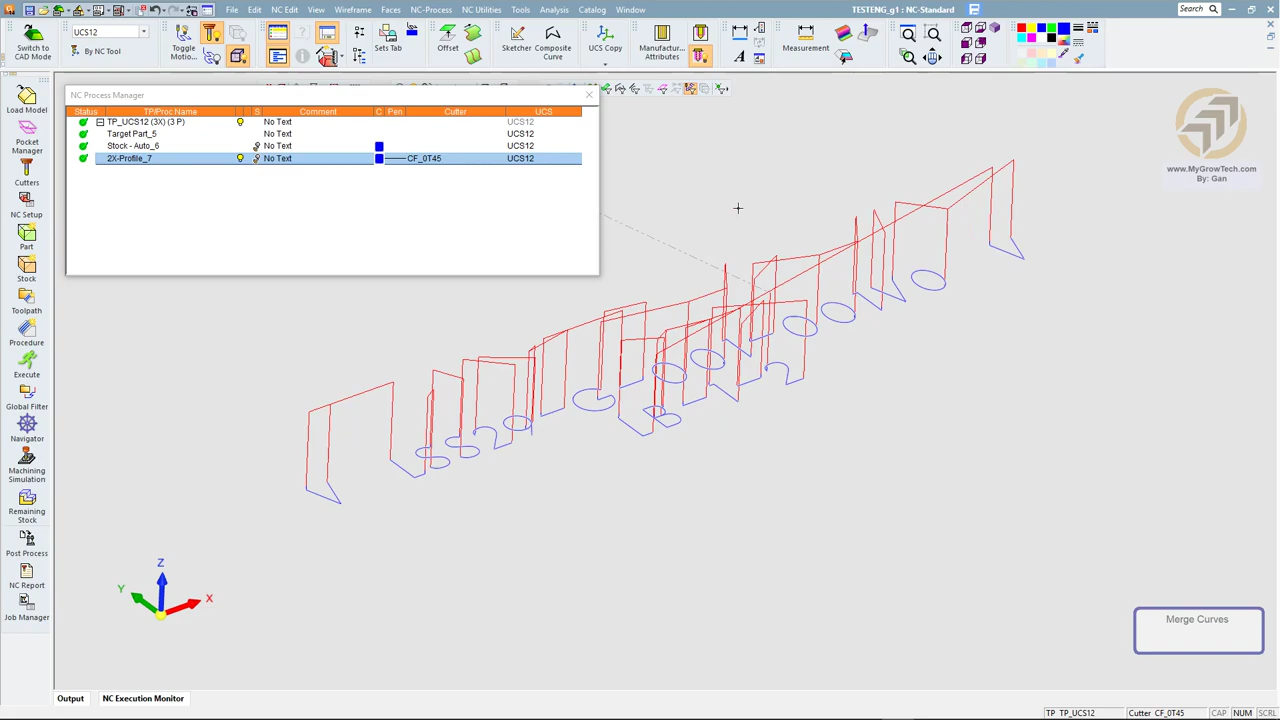 File Edit View Wireframe Faces NC-Process NC Utilities Tools Analysis Catalog Window
TESTENG_g1: NC-Standard
Search
Switch to CAD Mode
UCS12
By NC Tool
Toggle Motio...
Sets Tab
Offset
Sketcher
Composite Curve
UCS Copy
Manufactur... Attributes
Measurement
NC Process Manager
Status TP/Proc Name S Comment C Pen Cutter UCS
TP_UCS12 (3X) (3 P) No Text UCS12
Target Part_5 No Text UCS12
Stock - Auto_6 No Text UCS12
2X-Profile_7 No Text CF_0T45 UCS12
www.MyGrowTech.com
By: Gan
Load Model
Pocket Manager
Cutters
NC Setup
Part
Stock
Toolpath
Procedure
Execute
Global Filter
Navigator
Machining Simulation
Remaining Stock
Post Process
NC Report
Job Manager
Z
Y
X
Merge Curves
Output
NC Execution Monitor
TP TP_UCS12
Cutter CF_0T45
CAP NUM SCRL